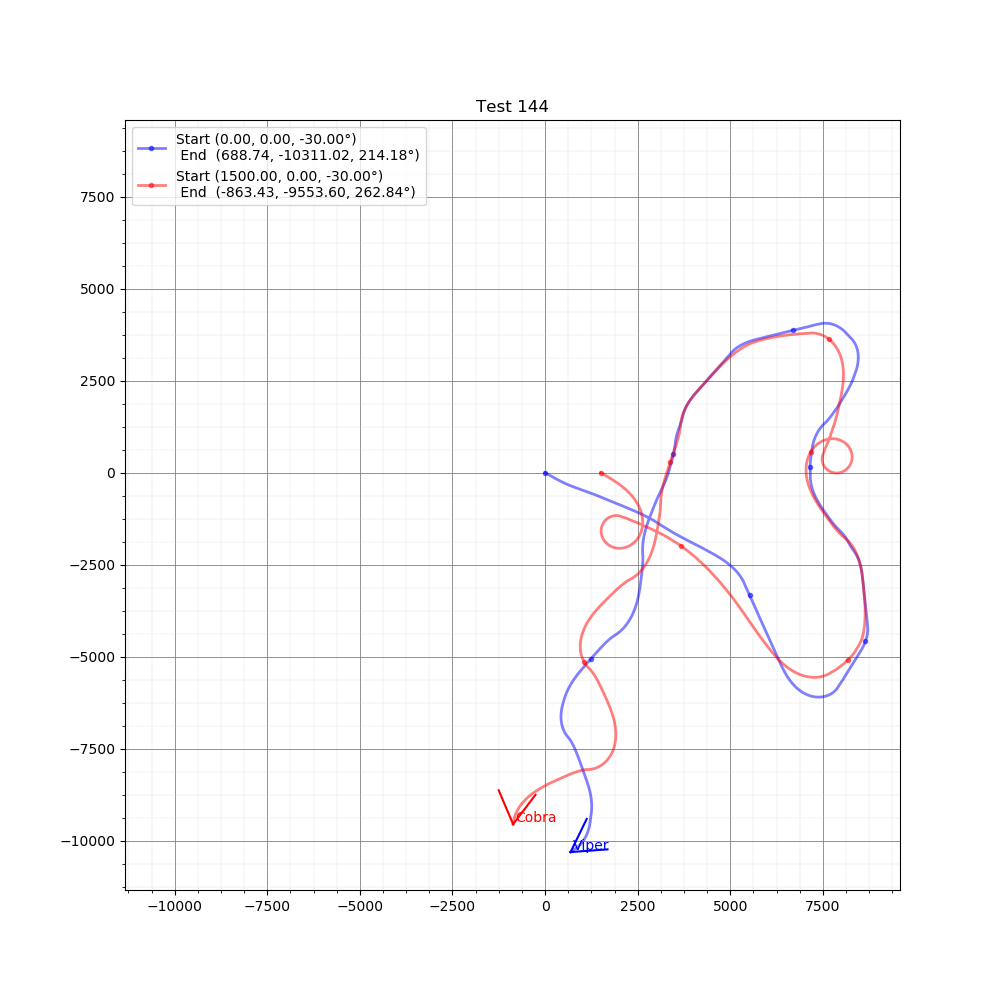 Test 144
Start (0.00, 0.00, -30.00°)
End  (688.74, -10311.02, 214.18°)
Start (1500.00, 0.00, -30.00°)
End  (-863.43, -9553.60, 262.84°)
7500
5000
2500
0
−2500
−5000
−7500
−10000
Cobra
Viper
−10000
−7500
−5000
−2500
0
2500
5000
7500